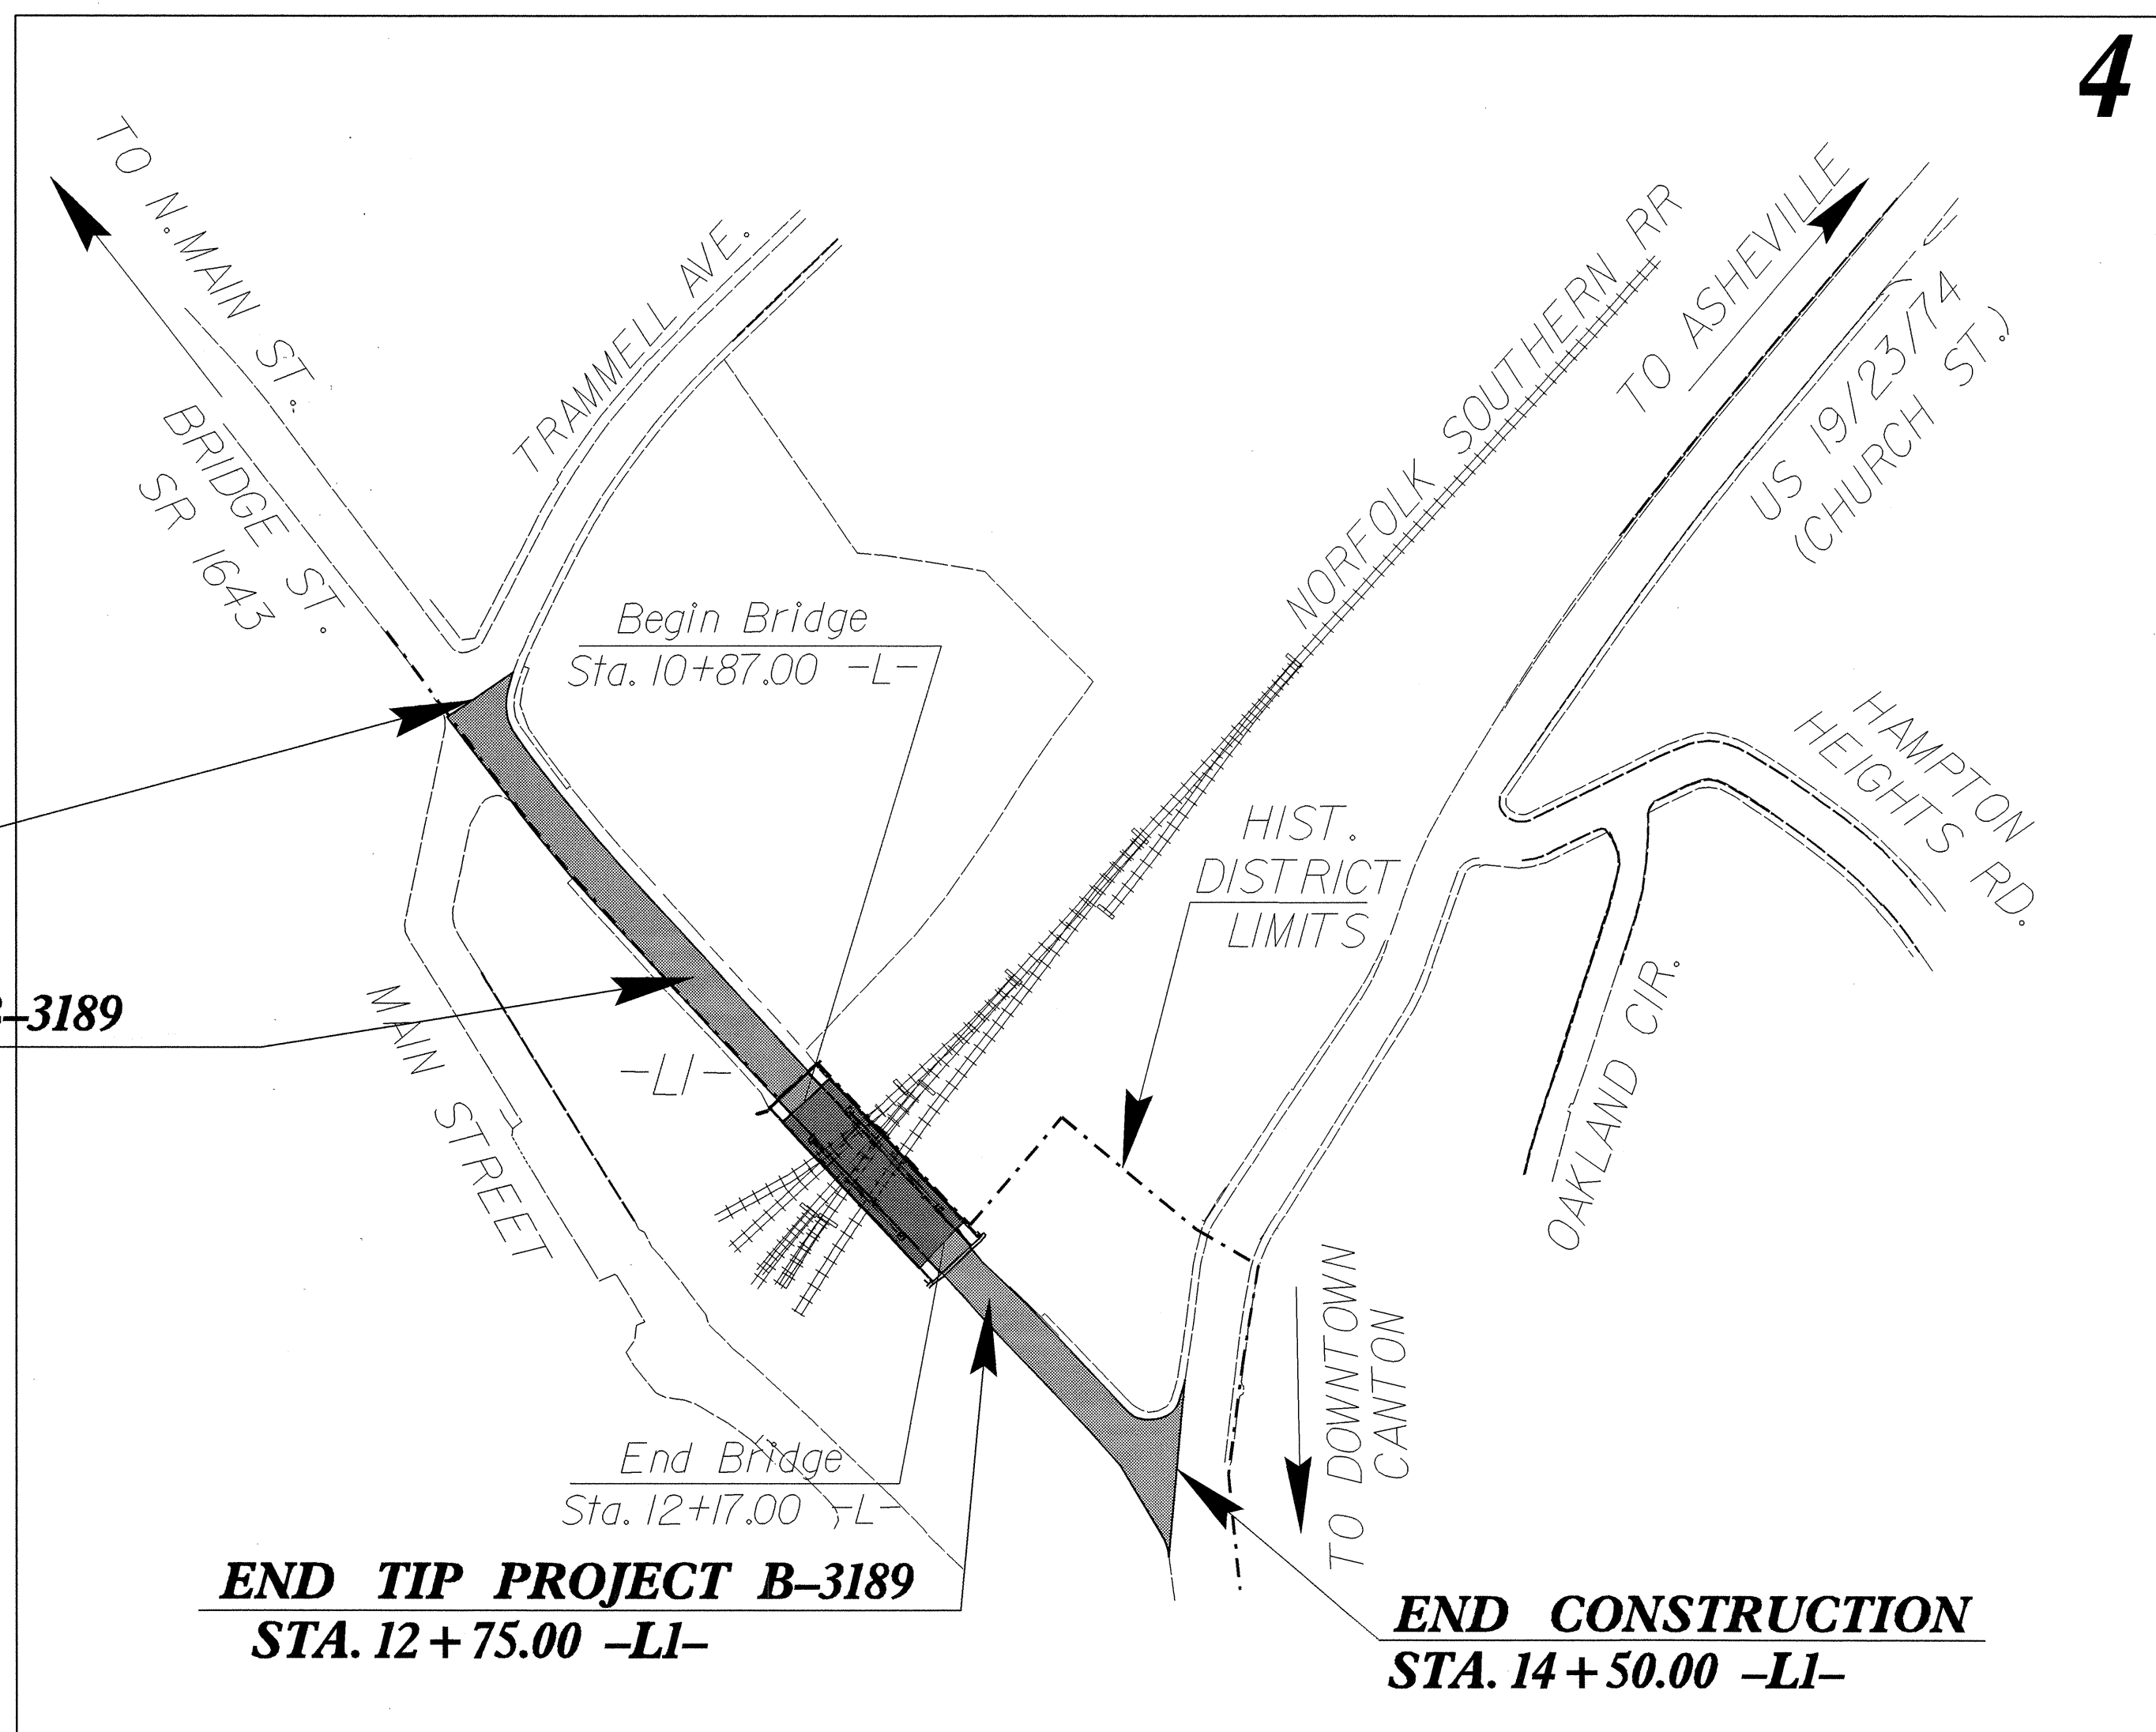 4
TO N. MAIN ST.
BRIDGE ST.
SR 1643
TRAMMELL AVE.
NORFOLK SOUTHERN RR
TO ASHEVILLE
US 19/23/74
(CHURCH ST.)
Begin Bridge
Sta. 10+87.00 -L-
HAMPTON
HEIGHTS RD.
HIST.
DISTRICT
LIMITS
OAKLAND CIR.
-3189
MAIN STREET
-L1-
TO DOWNTOWN
CANTON
End Bridge
Sta. 12+17.00 -L-
END TIP PROJECT B-3189
STA. 12+75.00 -L1-
END CONSTRUCTION
STA. 14+50.00 -L1-